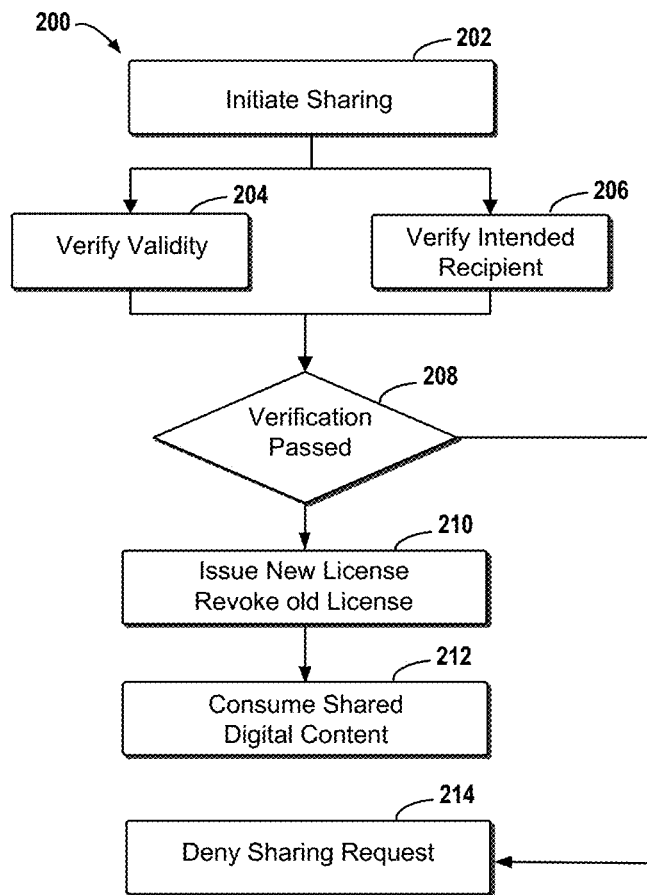 200
202
Initiate Sharing
204
Verify Validity
206
Verify Intended
Recipient
208
Verification
Passed
210
Issue New License
Revoke old License
212
Consume Shared
Digital Content
214
Deny Sharing Request